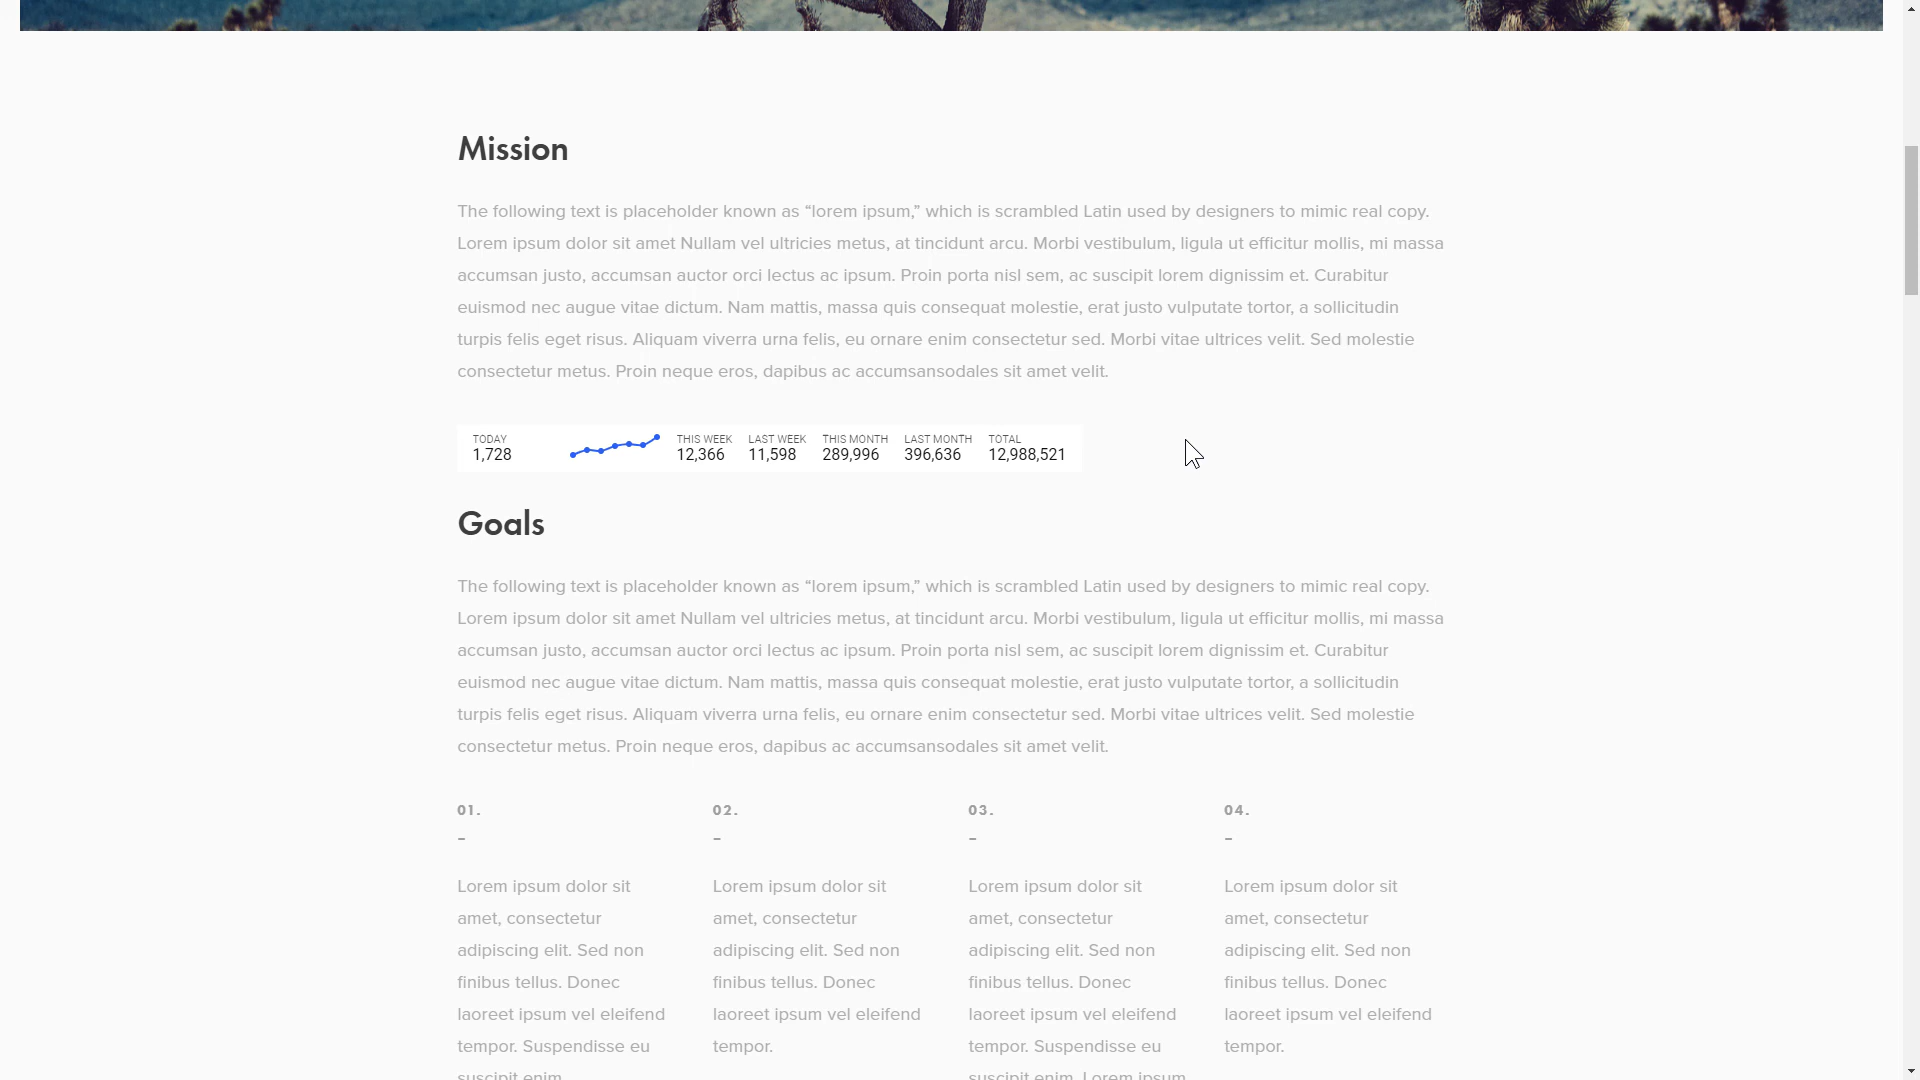 Mission
The following text is placeholder known as “lorem ipsum,” which is scrambled Latin used by designers to mimic real copy.
Lorem ipsum dolor sit amet Nullam vel ultricies metus, at tincidunt arcu. Morbi vestibulum, ligula ut efficitur mollis, mi massa
accumsan justo, accumsan auctor orci lectus ac ipsum. Proin porta nisl sem, ac suscipit lorem dignissim et. Curabitur
euismod nec augue vitae dictum. Nam mattis, massa quis consequat molestie, erat justo vulputate tortor, a sollicitudin
turpis felis eget risus. Aliquam viverra urna felis, eu ornare enim consectetur sed. Morbi vitae ultrices velit. Sed molestie
consectetur metus. Proin neque eros, dapibus ac accumsansodales sit amet velit.
TODAY THIS WEEK LAST WEEK THIS MONTH LAST MONTH TOTAL
1,728 12,366 11,598 289,996 396,636 12,988,521
Goals
The following text is placeholder known as “lorem ipsum,” which is scrambled Latin used by designers to mimic real copy.
Lorem ipsum dolor sit amet Nullam vel ultricies metus, at tincidunt arcu. Morbi vestibulum, ligula ut efficitur mollis, mi massa
accumsan justo, accumsan auctor orci lectus ac ipsum. Proin porta nisl sem, ac suscipit lorem dignissim et. Curabitur
euismod nec augue vitae dictum. Nam mattis, massa quis consequat molestie, erat justo vulputate tortor, a sollicitudin
turpis felis eget risus. Aliquam viverra urna felis, eu ornare enim consectetur sed. Morbi vitae ultrices velit. Sed molestie
consectetur metus. Proin neque eros, dapibus ac accumsansodales sit amet velit.
01.
–
Lorem ipsum dolor sit
amet, consectetur
adipiscing elit. Sed non
finibus tellus. Donec
laoreet ipsum vel eleifend
tempor. Suspendisse eu
suscipit enim.
02.
–
Lorem ipsum dolor sit
amet, consectetur
adipiscing elit. Sed non
finibus tellus. Donec
laoreet ipsum vel eleifend
tempor.
03.
–
Lorem ipsum dolor sit
amet, consectetur
adipiscing elit. Sed non
finibus tellus. Donec
laoreet ipsum vel eleifend
tempor. Suspendisse eu
suscipit enim. Lorem ipsum
04.
–
Lorem ipsum dolor sit
amet, consectetur
adipiscing elit. Sed non
finibus tellus. Donec
laoreet ipsum vel eleifend
tempor.